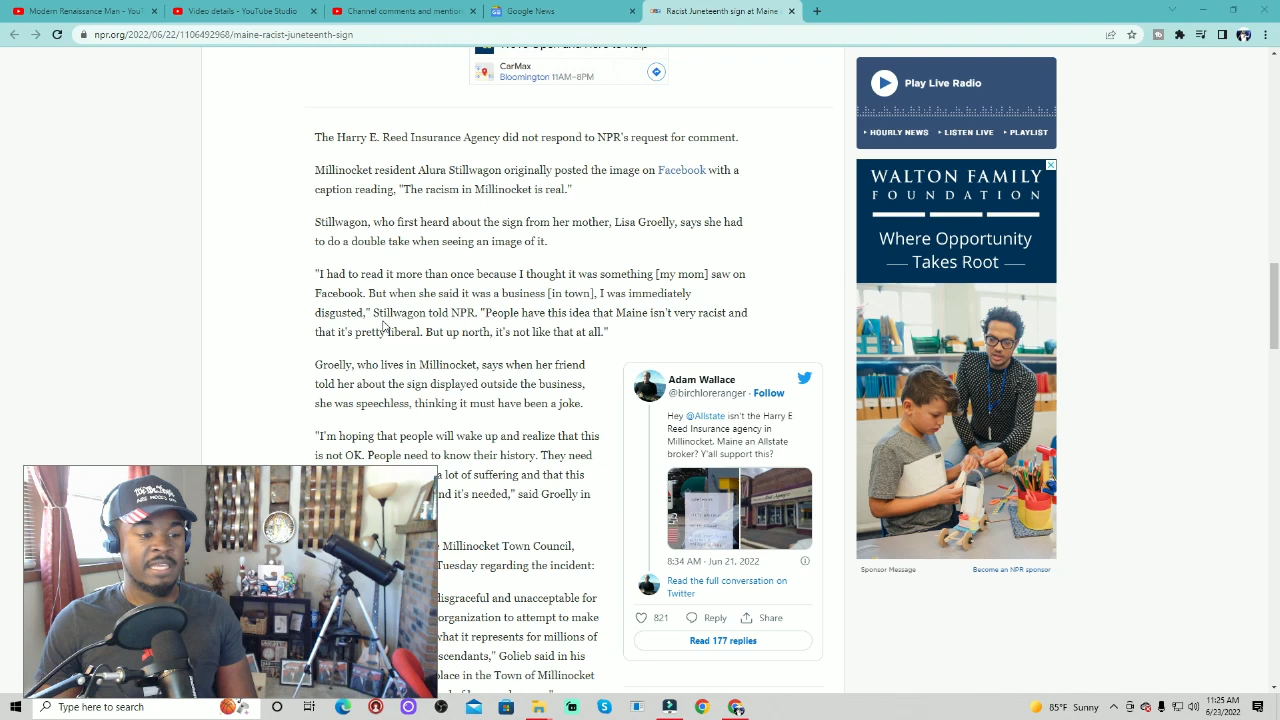 Modern Renaissance Man - YouT
Video details - YouTube Studio
Channel comments and mentior
Google News
Racist Juneteenth sign at Maine
npr.org/2022/06/22/1106492968/maine-racist-juneteenth-sign
CarMax
Bloomington 11AM–8PM
The Harry E. Reed Insurance Agency did not respond to NPR's request for comment.
Millinocket resident Alura Stillwagon originally posted the image on Facebook with a
caption reading, "The racism in Millinocket is real."
Stillwagon, who first heard about the sign from her mother, Lisa Groelly, says she had
to do a double take when seeing an image of it.
"I had to read it more than once because I thought it was something [my mom] saw on
Facebook. But when she said it was a business [in town], I was immediately
disgusted," Stillwagon told NPR. "People have this idea that Maine isn't very racist and
that it's pretty liberal. But up north, it's not like that at all."
Groelly, who lives in Millinocket, says when her friend
told her about the sign displayed outside the business,
she was speechless, thinking it must have been a joke.
"I'm hoping that people will wake up and realize that this
is not OK. People need to know their history. They need
a lot of suffering and that this
nd it's needed," said Groelly in
Millinocket Town Council,
Tuesday regarding the incident:
disgraceful and unacceptable for
organization to attempt to make
what it represents for millions of
scendants," Golieb said in his
place in the Town of Millinocket
Adam Wallace
@birchloreranger · Follow
Hey @Allstate isn't the Harry E
Reed Insurance agency in
Millinocket, Maine an Allstate
broker? Y'all support this?
8:34 AM · Jun 21, 2022
Read the full conversation on
Twitter
821 Reply Share
Read 177 replies
Play Live Radio
HOURLY NEWS LISTEN LIVE PLAYLIST
WALTON FAMILY
FOUNDATION
Where Opportunity
Takes Root
Sponsor Message Become an NPR sponsor
We the People
Type here to search
85°F Sunny
11:25 AM
6/23/2022